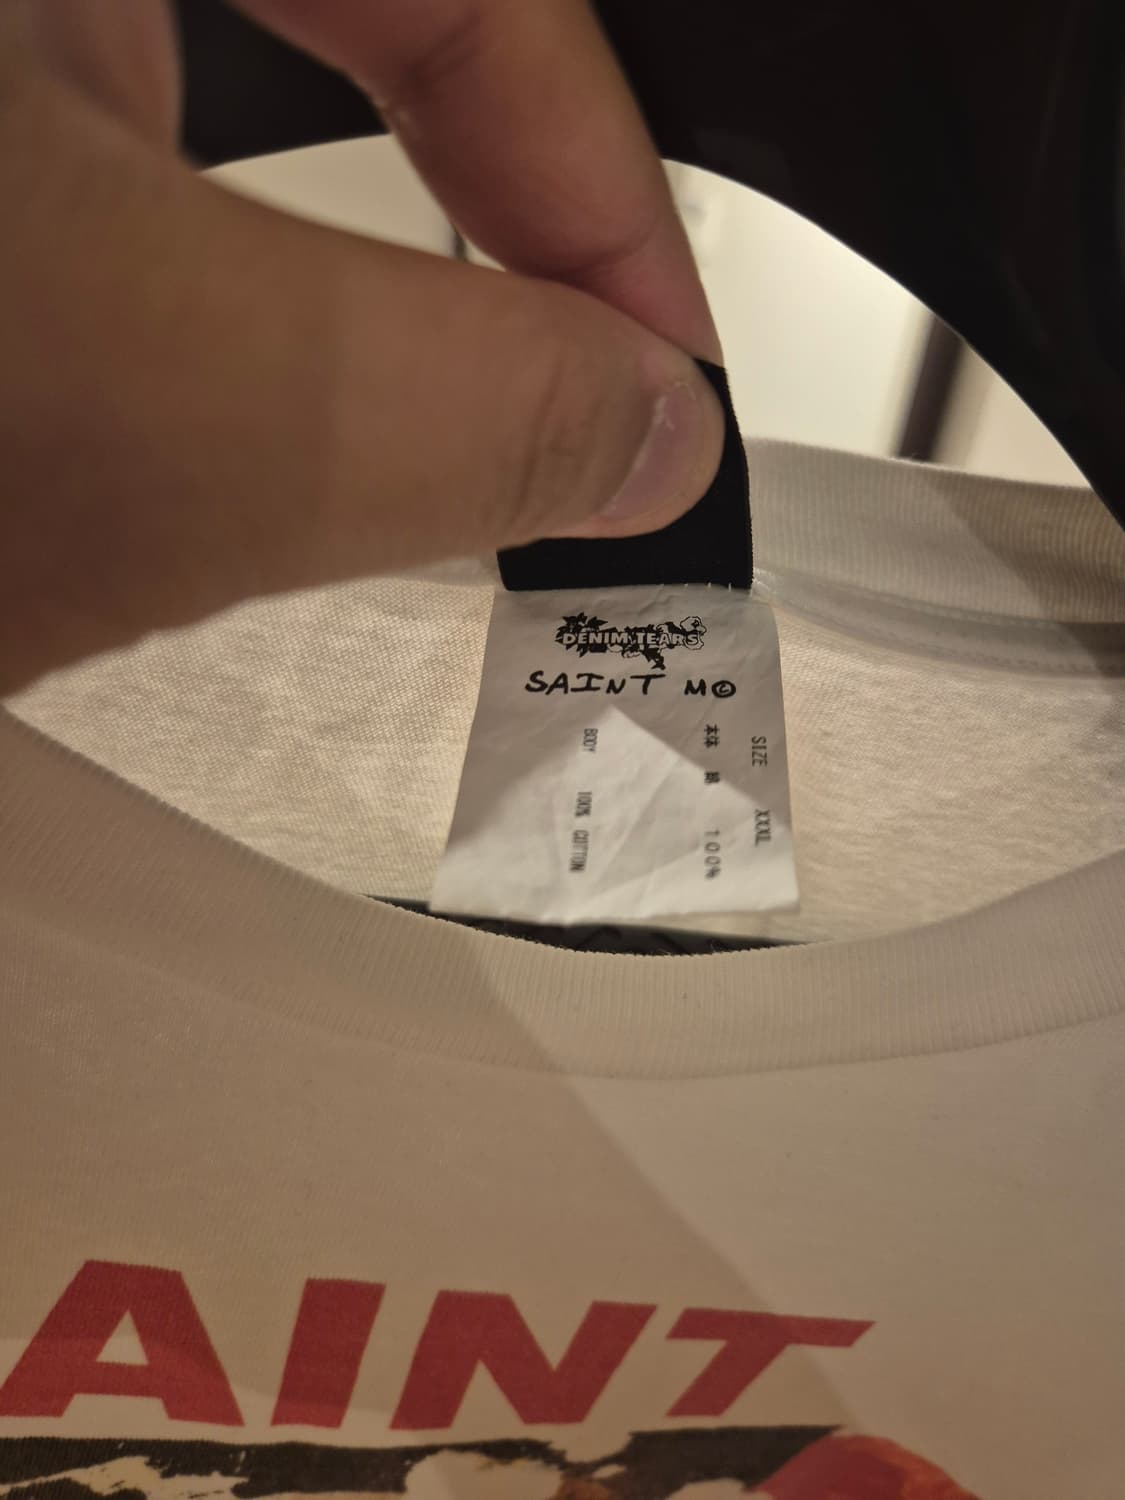 DENIM TEARS
SAINT M©
SIZE XXXL
本体 綿 100%
BODY 100% COTTON
AINT